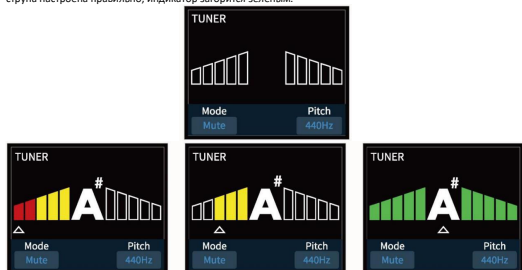 струна настроена правильно, индикатор загорится зеленым.
TUNER
Mode Pitch
Mute 440Hz
TUNER
A#
Mode Pitch
Mute 440Hz
TUNER
A#
Mode Pitch
Mute 440Hz
TUNER
A#
Mode Pitch
Mute 440Hz